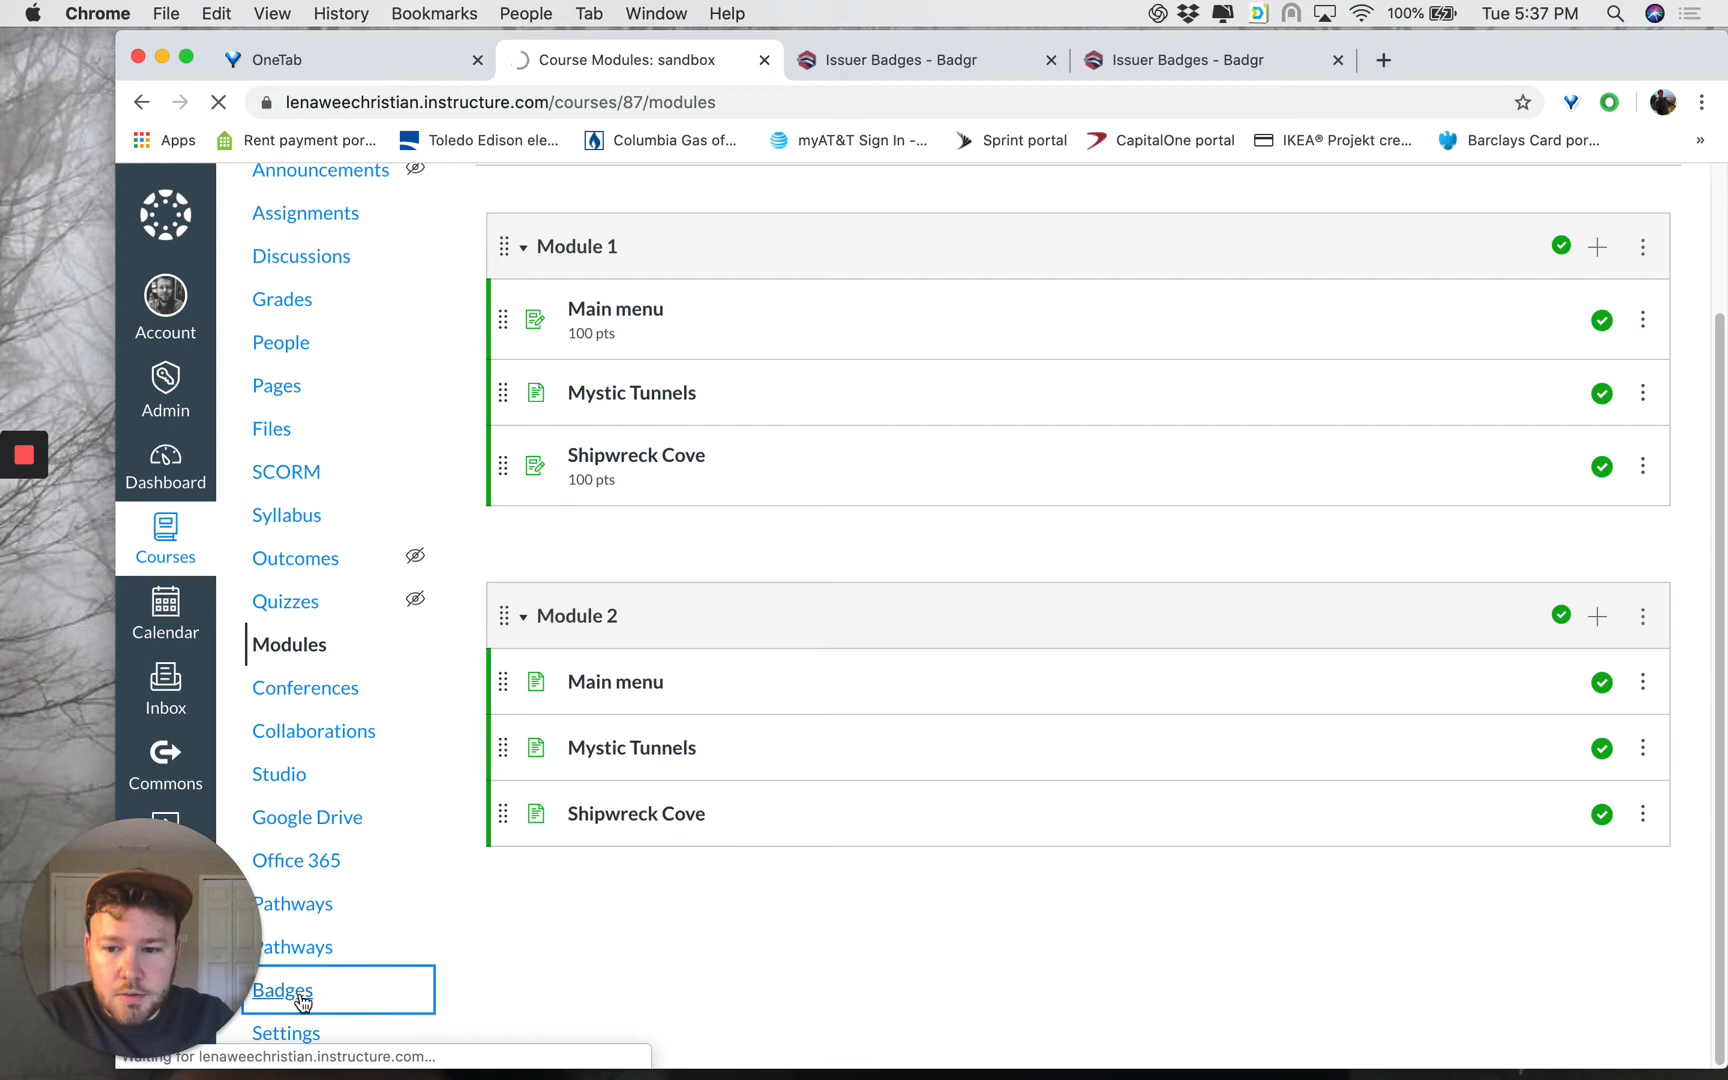 Chrome File Edit View History Bookmarks People Tab Window Help 100% Tue 5:37 PM
OneTab Course Modules: sandbox Issuer Badges - Badgr Issuer Badges - Badgr
lenaweechristian.instructure.com/courses/87/modules
Apps Rent payment por... Toledo Edison ele... Columbia Gas of... myAT&T Sign In -... Sprint portal CapitalOne portal IKEA® Projekt cre... Barclays Card por... »
Account
Admin
Dashboard
Courses
Calendar
Inbox
Commons
Announcements
Assignments
Discussions
Grades
People
Pages
Files
SCORM
Syllabus
Outcomes
Quizzes
Modules
Conferences
Collaborations
Studio
Google Drive
Office 365
Pathways
Pathways
Badges
Settings
Module 1
Main menu
100 pts
Mystic Tunnels
Shipwreck Cove
100 pts
Module 2
Main menu
Mystic Tunnels
Shipwreck Cove
Waiting for lenaweechristian.instructure.com...